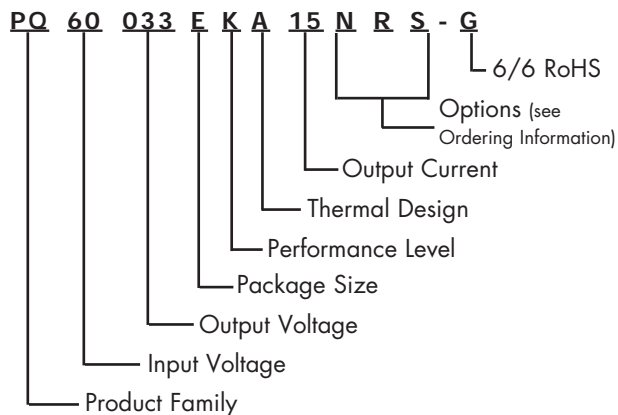 PQ 60 033 E K A 15 N R S - G
6/6 RoHS
Options (see
Ordering Information)
Output Current
Thermal Design
Performance Level
Package Size
Output Voltage
Input Voltage
Product Family